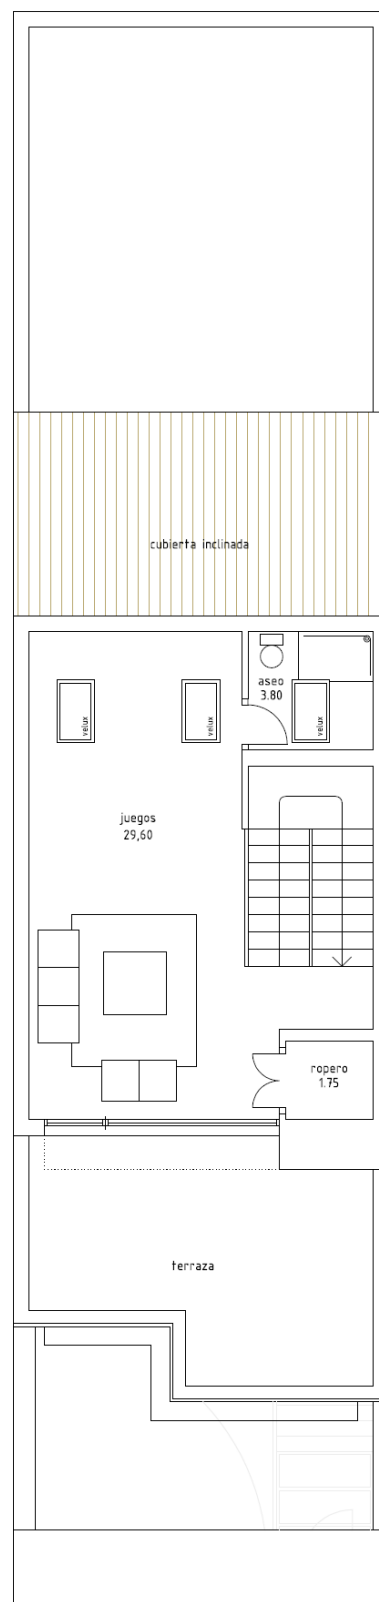 cubierta inclinada
aseo
3.80
velux
velux
velux
juegos
29,60
ropero
1.75
terraza